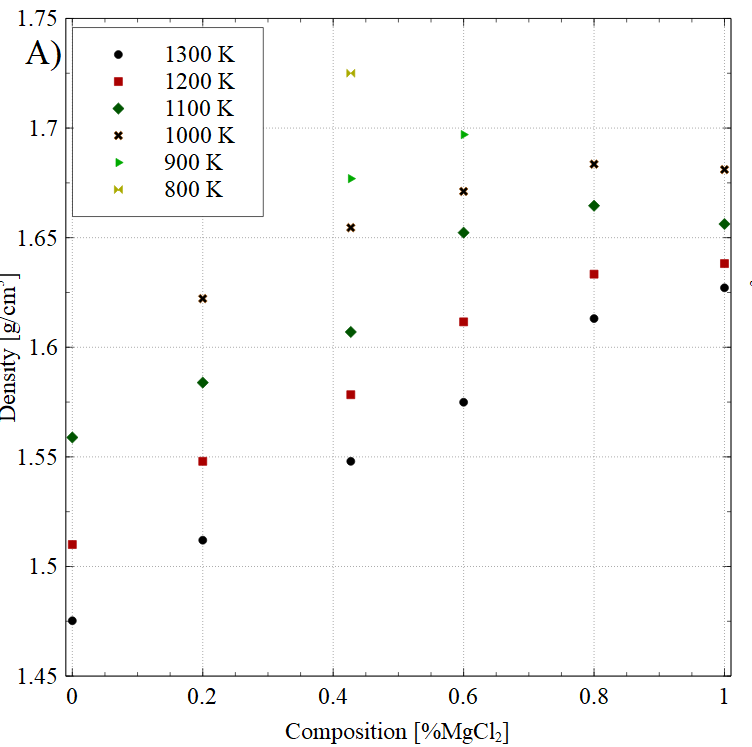 A)
1300 K
1200 K
1100 K
1000 K
900 K
800 K
1.75
1.7
1.65
1.6
1.55
1.5
1.45
Density [g/cm³]
0
0.2
0.4
0.6
0.8
1
Composition [%MgCl₂]